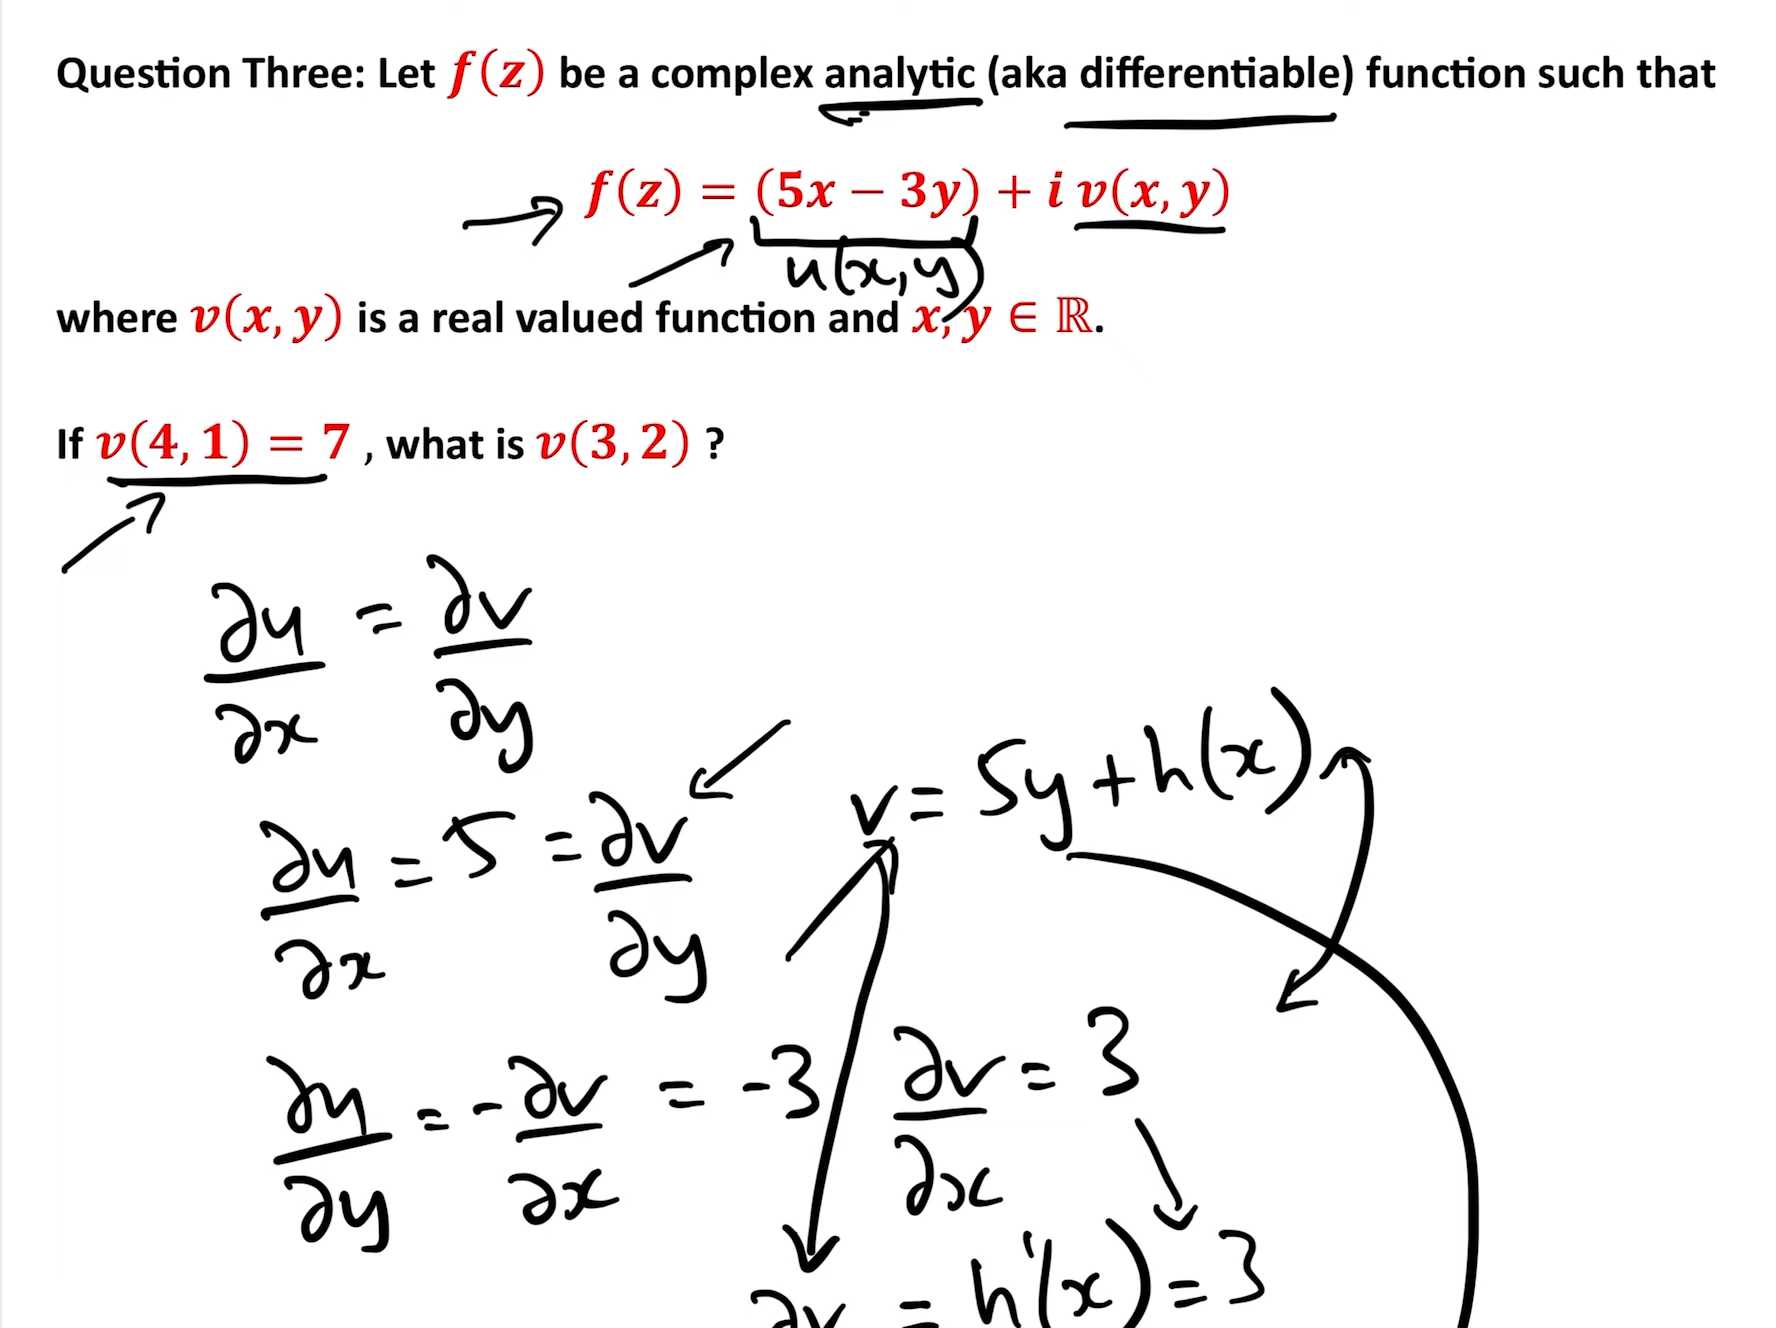 Question Three: Let f(z) be a complex analytic (aka differentiable) function such that
f(z) = (5x − 3y) + i v(x, y)
u(x,y)
where v(x, y) is a real valued function and x, y ∈ ℝ.
If v(4, 1) = 7 , what is v(3, 2) ?
∂u/∂x = ∂v/∂y
v = 5y + h(x)
∂u/∂x = 5 = ∂v/∂y
∂u/∂y = -∂v/∂x = -3
∂v/∂x = 3
∂v = h'(x) = 3